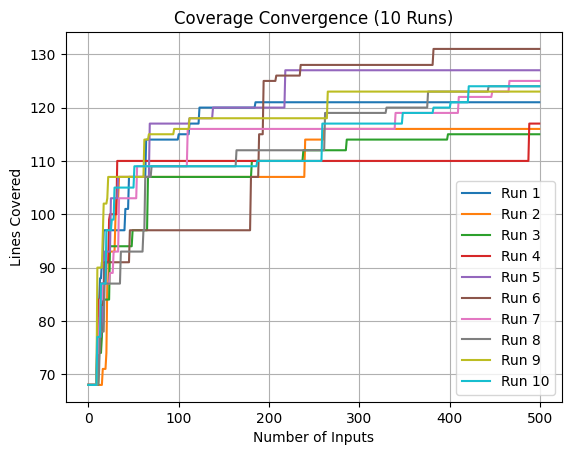 Coverage Convergence (10 Runs)
Lines Covered
130
120
110
100
90
80
70
0
100
200
300
400
500
Number of Inputs
Run 1
Run 2
Run 3
Run 4
Run 5
Run 6
Run 7
Run 8
Run 9
Run 10